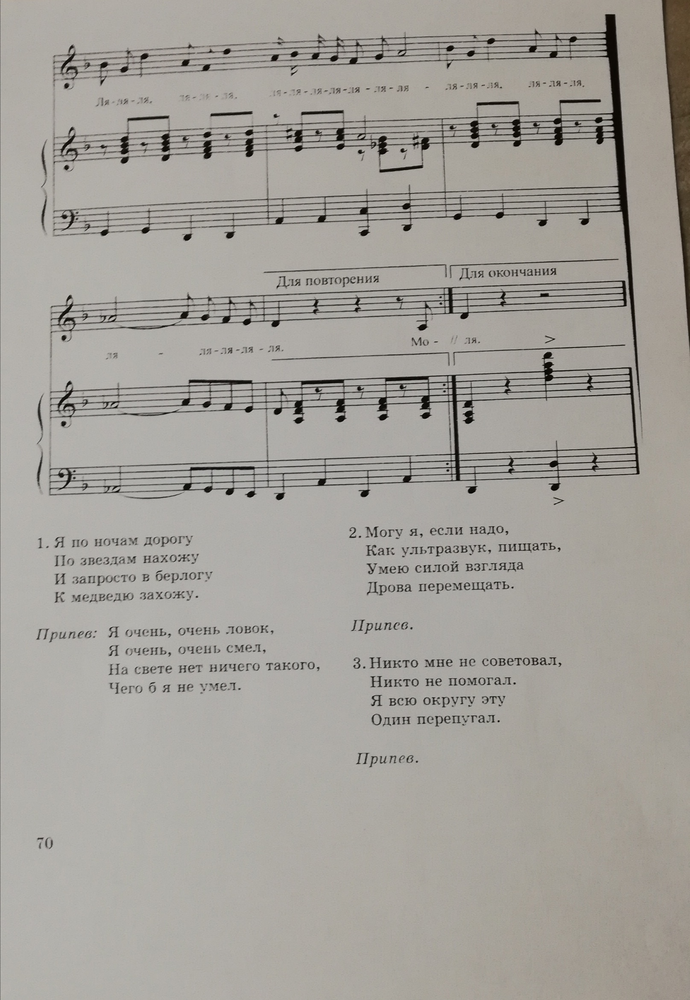 Ля-ля-ля. ля-ля-ля. ля-ля-ля-ля-ля-ля-ля - ля-ля-ля. ля-ля-ля.
Для повторения Для окончания
ля - ля-ля-ля-ля. Мо- // ля.
1. Я по ночам дорогу
По звездам нахожу
И запросто в берлогу
К медведю захожу.
Припев: Я очень, очень ловок,
Я очень, очень смел,
На свете нет ничего такого,
Чего б я не умел.
2. Могу я, если надо,
Как ультразвук, пищать,
Умею силой взгляда
Дрова перемещать.
Припев.
3. Никто мне не советовал,
Никто не помогал.
Я всю округу эту
Один перепугал.
Припев.
70